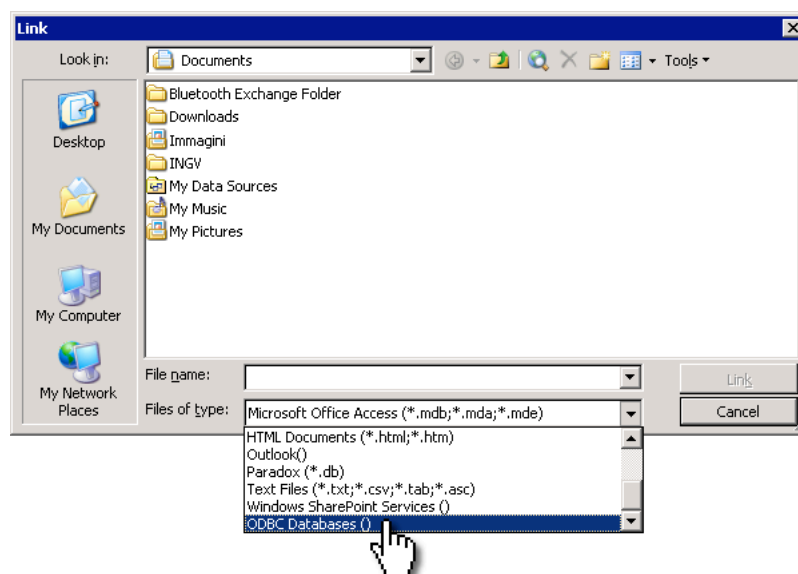 Link
Look in:
Documents
Tools
Bluetooth Exchange Folder
Downloads
Immagini
INGV
My Data Sources
My Music
My Pictures
Desktop
My Documents
My Computer
My Network
Places
File name:
Link
Files of type:
Microsoft Office Access (*.mdb;*.mda;*.mde)
Cancel
HTML Documents (*.html;*.htm)
Outlook()
Paradox (*.db)
Text Files (*.txt;*.csv;*.tab;*.asc)
Windows SharePoint Services ()
ODBC Databases ()